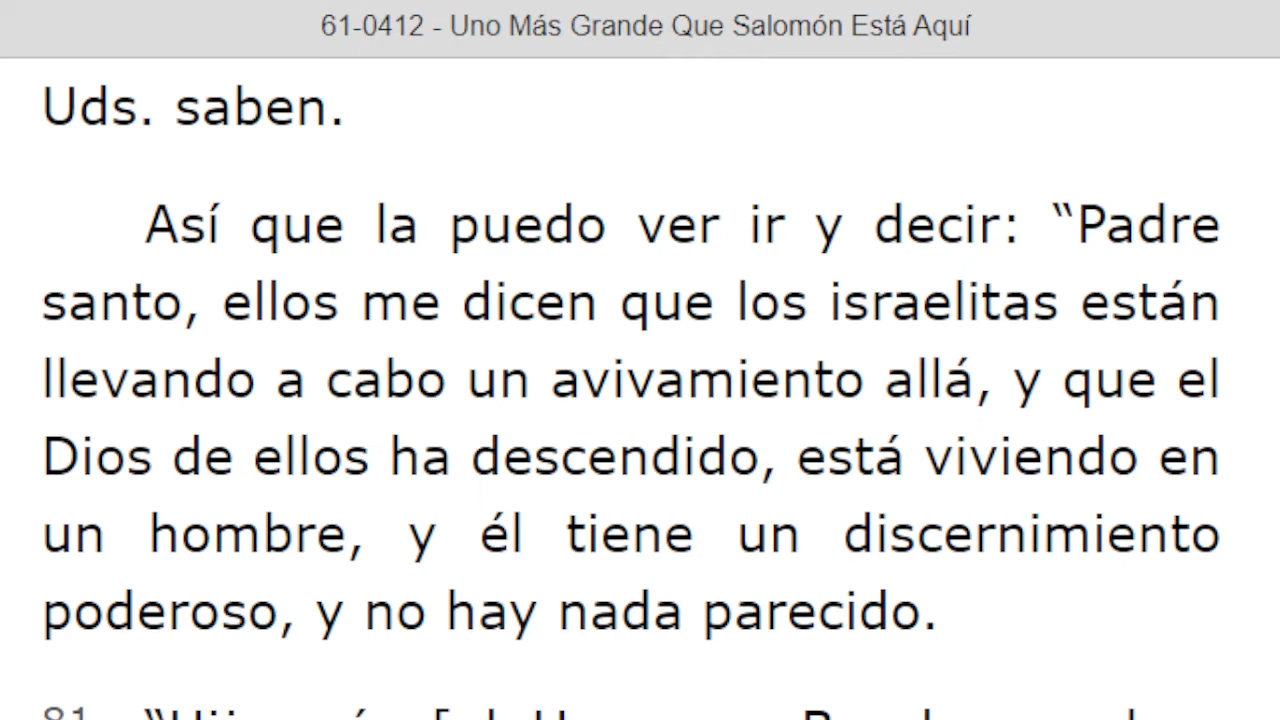 61-0412 - Uno Más Grande Que Salomón Está Aquí
Uds. saben.
Así que la puedo ver ir y decir: “Padre
santo, ellos me dicen que los israelitas están
llevando a cabo un avivamiento allá, y que el
Dios de ellos ha descendido, está viviendo en
un hombre, y él tiene un discernimiento
poderoso, y no hay nada parecido.
81